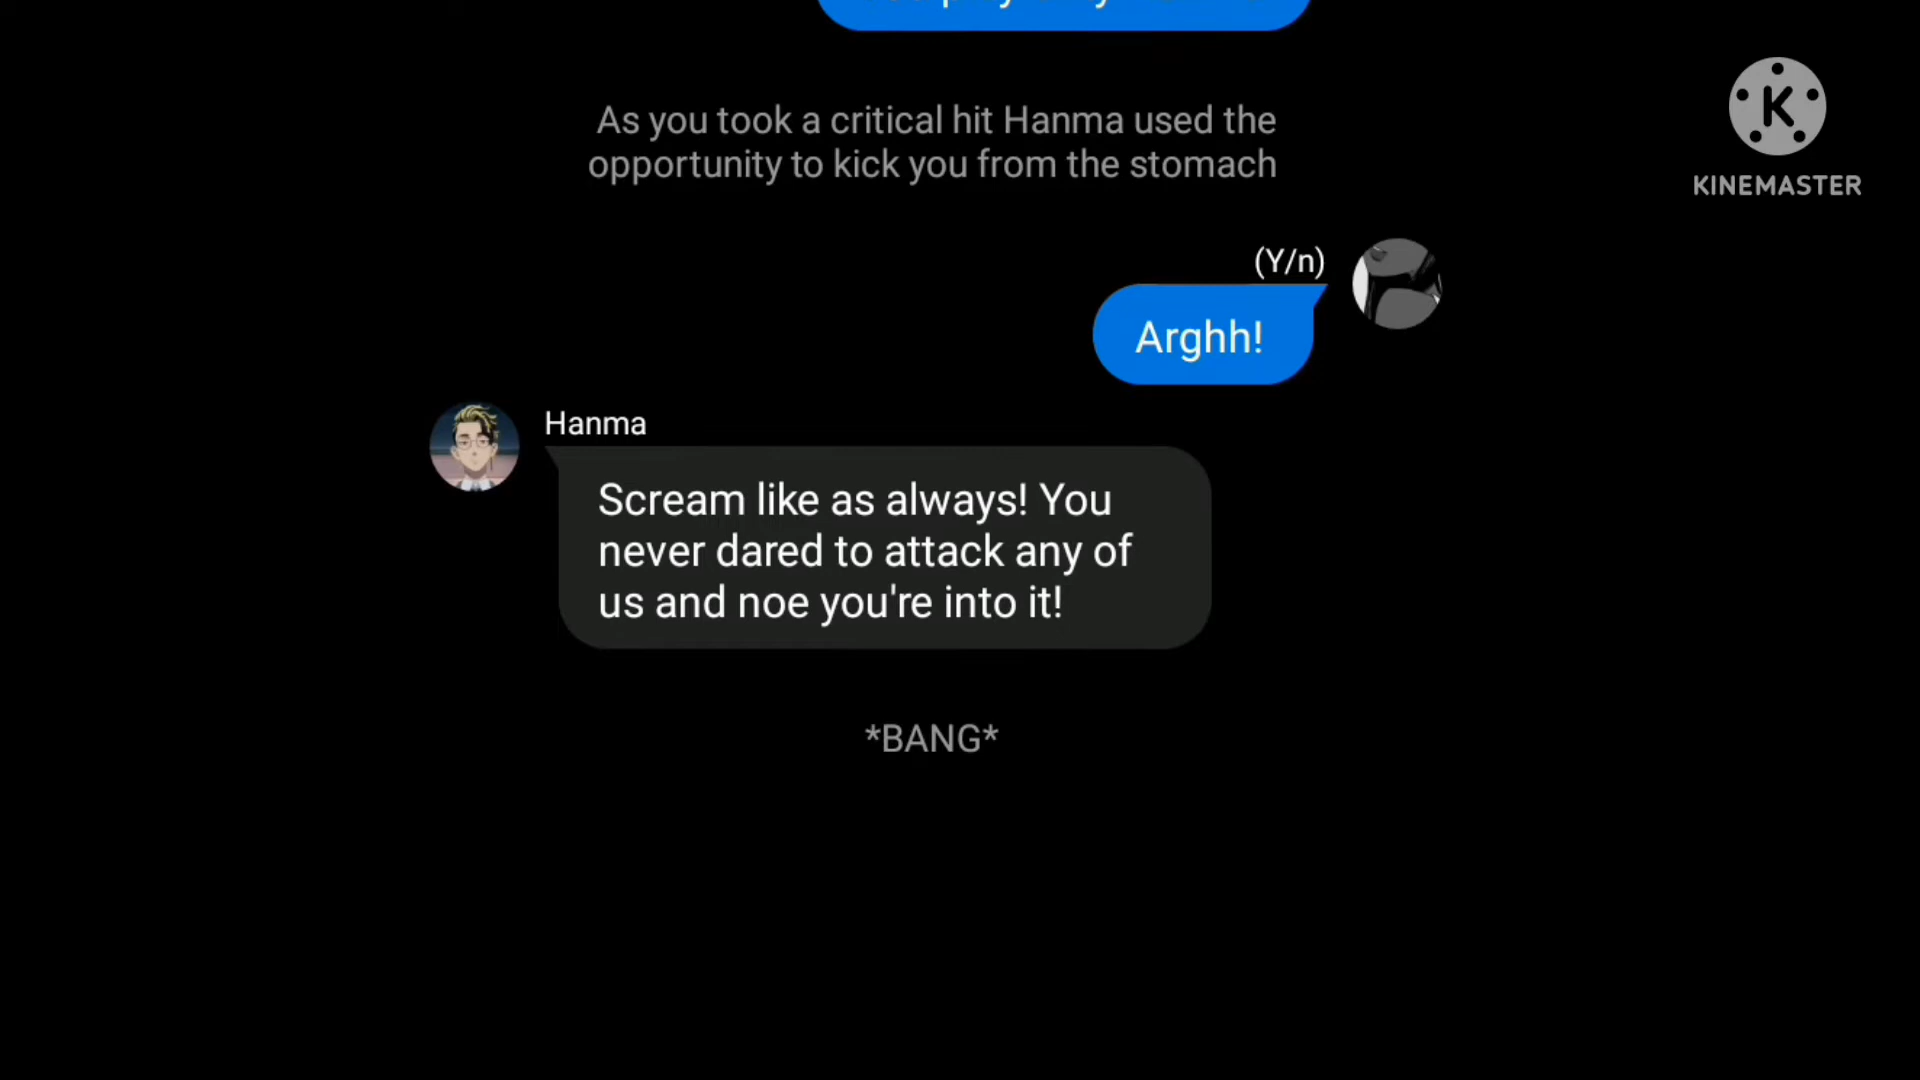 As you took a critical hit Hanma used the
opportunity to kick you from the stomach
KINEMASTER
(Y/n)
Arghh!
Hanma
Scream like as always! You
never dared to attack any of
us and noe you're into it!
*BANG*